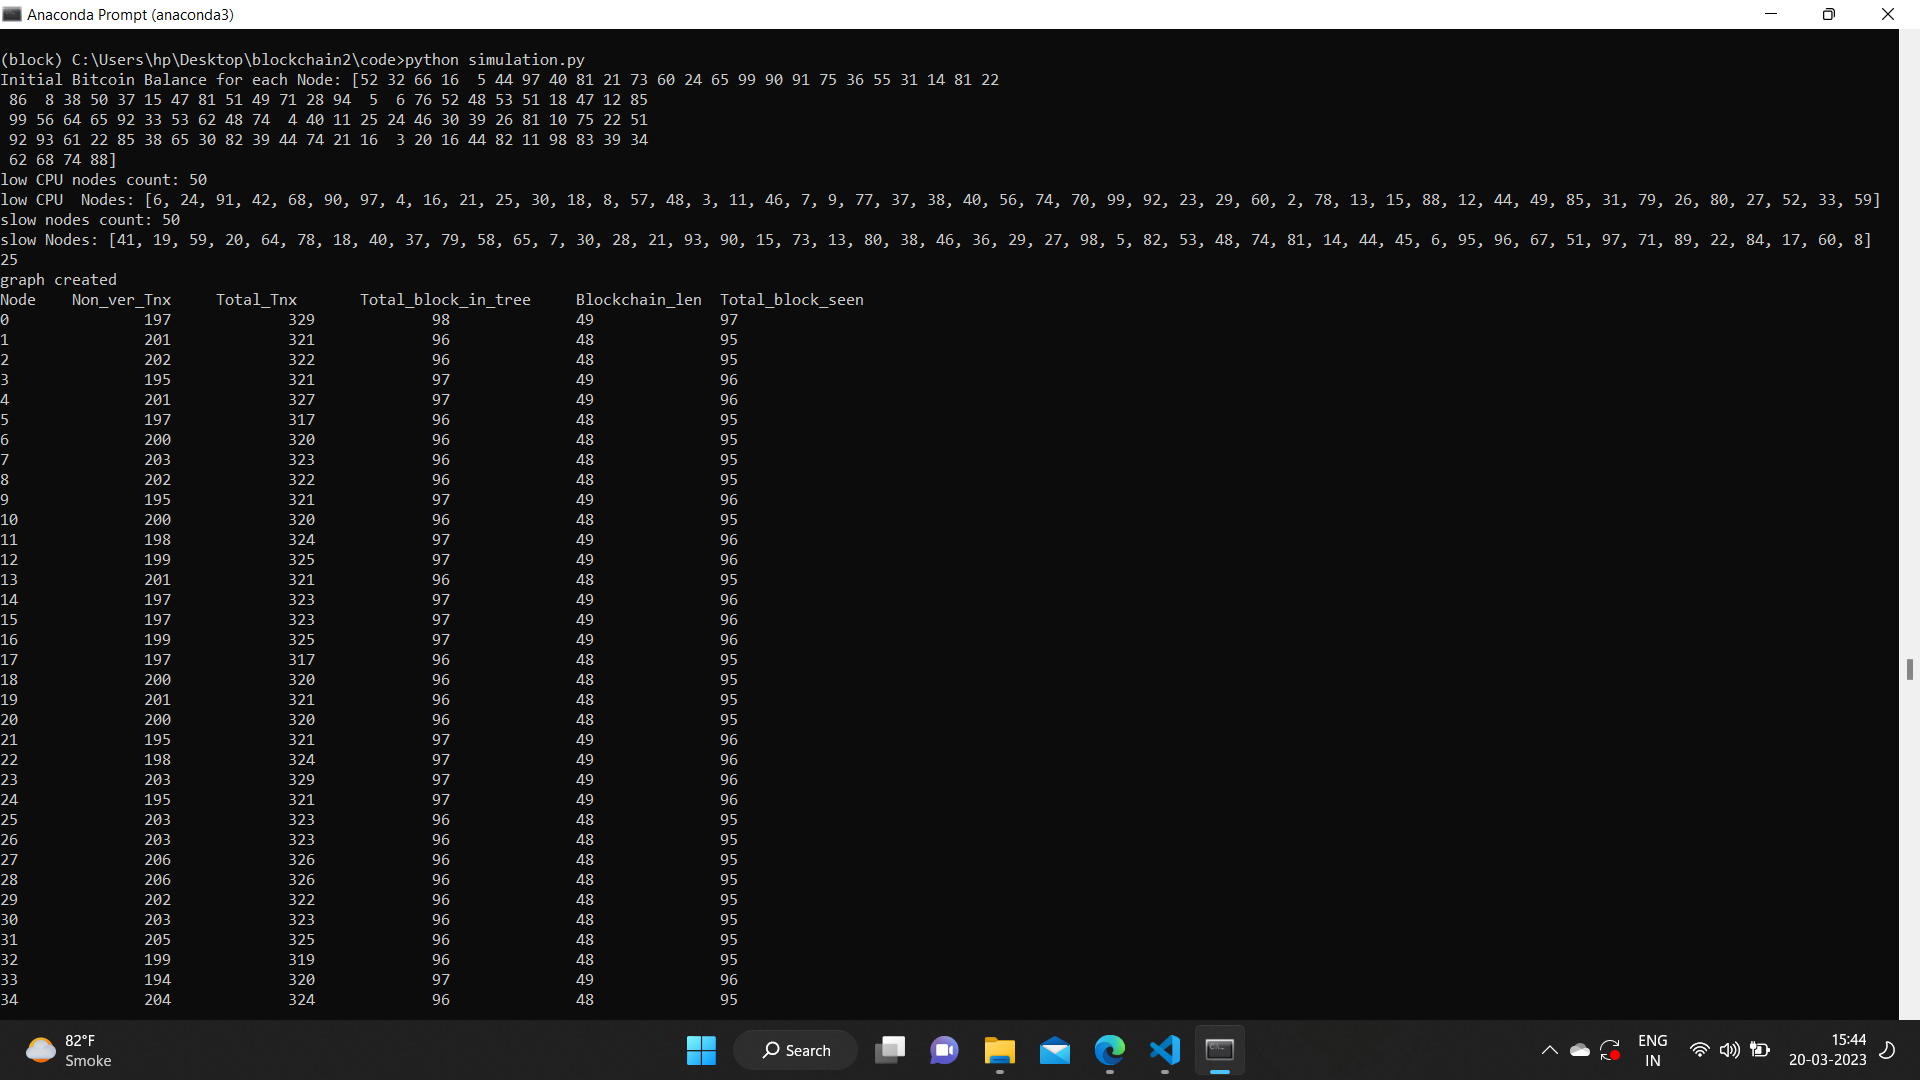 Anaconda Prompt (anaconda3)
(block) C:\Users\hp\Desktop\blockchain2\code>python simulation.py
Initial Bitcoin Balance for each Node: [52 32 66 16  5 44 97 40 81 21 73 60 24 65 99 90 91 75 36 55 31 14 81 22
 86  8 38 50 37 15 47 81 51 49 71 28 94  5  6 76 52 48 53 51 18 47 12 85
 99 56 64 65 92 33 53 62 48 74  4 40 11 25 24 46 30 39 26 81 10 75 22 51
 92 93 61 22 85 38 65 30 82 39 44 74 21 16  3 20 16 44 82 11 98 83 39 34
 62 68 74 88]
low CPU nodes count: 50
low CPU  Nodes: [6, 24, 91, 42, 68, 90, 97, 4, 16, 21, 25, 30, 18, 8, 57, 48, 3, 11, 46, 7, 9, 77, 37, 38, 40, 56, 74, 70, 99, 92, 23, 29, 60, 2, 78, 13, 15, 88, 12, 44, 49, 85, 31, 79, 26, 80, 27, 52, 33, 59]
slow nodes count: 50
slow Nodes: [41, 19, 59, 20, 64, 78, 18, 40, 37, 79, 58, 65, 7, 30, 28, 21, 93, 90, 15, 73, 13, 80, 38, 46, 36, 29, 27, 98, 5, 82, 53, 48, 74, 81, 14, 44, 45, 6, 95, 96, 67, 51, 97, 71, 89, 22, 84, 17, 60, 8]
25
graph created
Node    Non_ver_Tnx     Total_Tnx       Total_block_in_tree     Blockchain_len  Total_block_seen
0               197             329             98              49              97
1               201             321             96              48              95
2               202             322             96              48              95
3               195             321             97              49              96
4               201             327             97              49              96
5               197             317             96              48              95
6               200             320             96              48              95
7               203             323             96              48              95
8               202             322             96              48              95
9               195             321             97              49              96
10              200             320             96              48              95
11              198             324             97              49              96
12              199             325             97              49              96
13              201             321             96              48              95
14              197             323             97              49              96
15              197             323             97              49              96
16              199             325             97              49              96
17              197             317             96              48              95
18              200             320             96              48              95
19              201             321             96              48              95
20              200             320             96              48              95
21              195             321             97              49              96
22              198             324             97              49              96
23              203             329             97              49              96
24              195             321             97              49              96
25              203             323             96              48              95
26              203             323             96              48              95
27              206             326             96              48              95
28              206             326             96              48              95
29              202             322             96              48              95
30              203             323             96              48              95
31              205             325             96              48              95
32              199             319             96              48              95
33              194             320             97              49              96
34              204             324             96              48              95
82°F
Smoke
Search
ENG
IN
15:44
20-03-2023